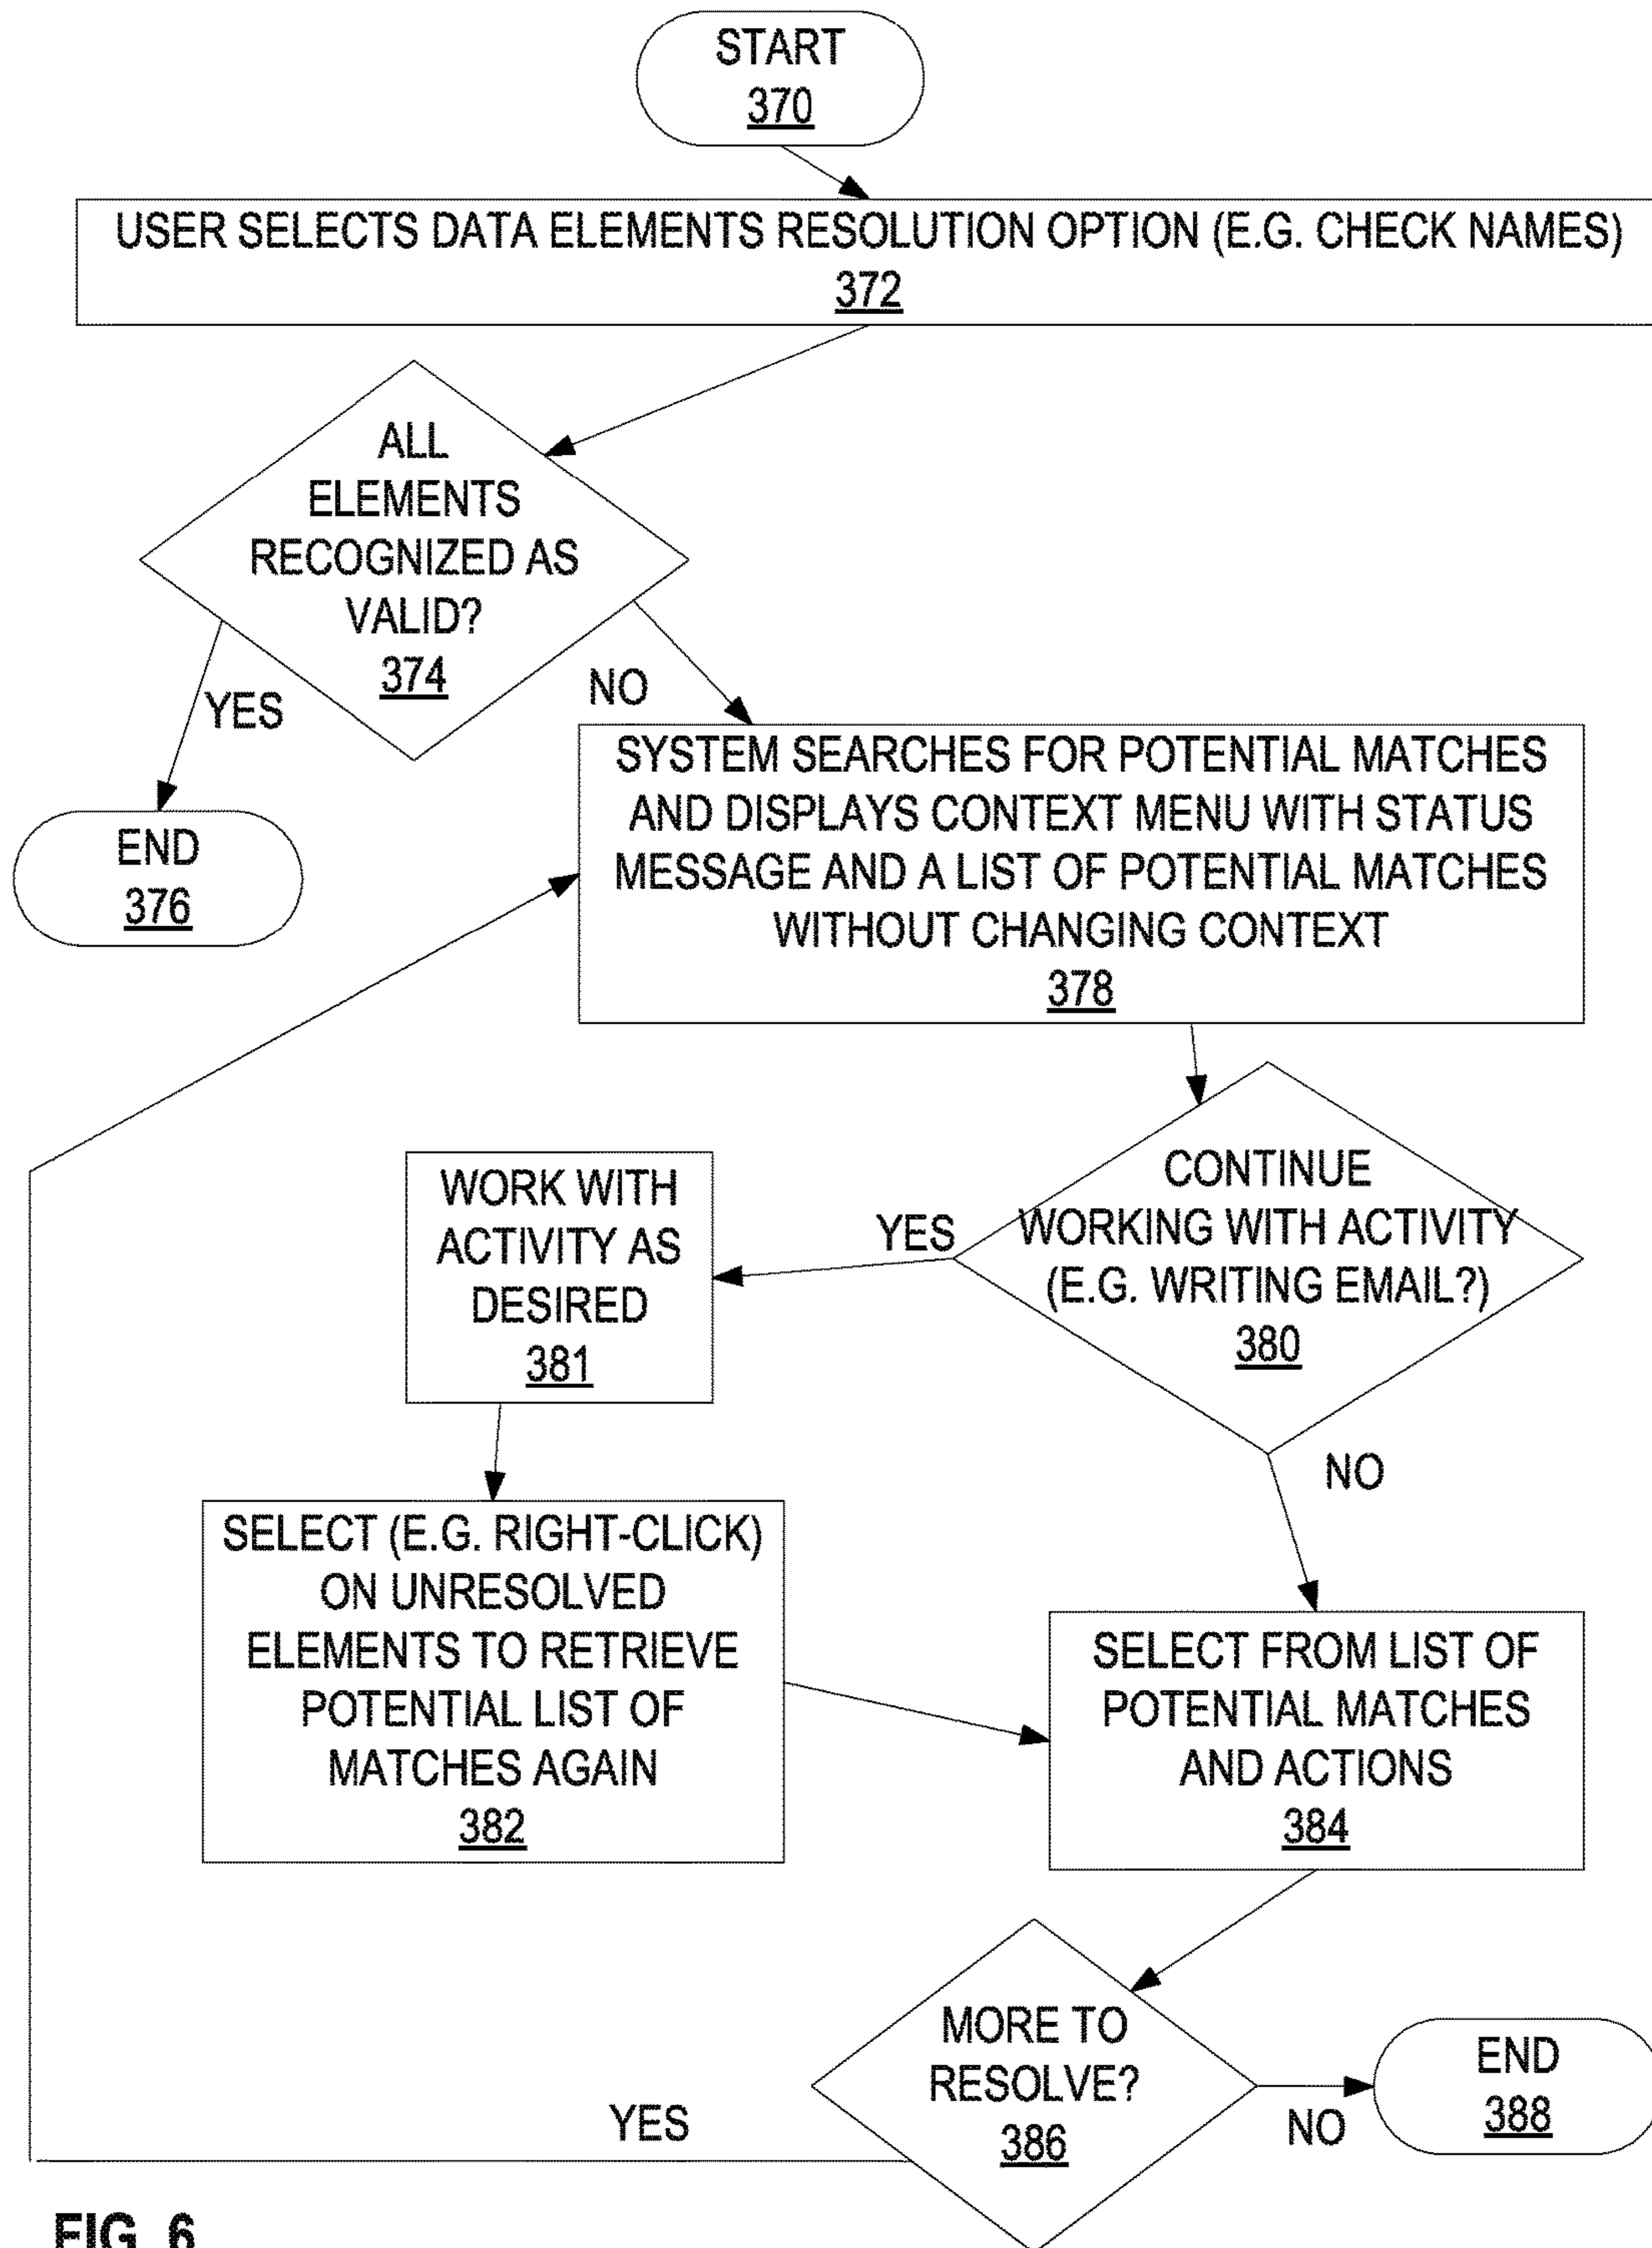 START
370
USER SELECTS DATA ELEMENTS RESOLUTION OPTION (E.G. CHECK NAMES)
372
ALL
ELEMENTS
RECOGNIZED AS
VALID?
374
YES
NO
END
376
SYSTEM SEARCHES FOR POTENTIAL MATCHES
AND DISPLAYS CONTEXT MENU WITH STATUS
MESSAGE AND A LIST OF POTENTIAL MATCHES
WITHOUT CHANGING CONTEXT
378
CONTINUE
WORKING WITH ACTIVITY
(E.G. WRITING EMAIL?)
380
YES
NO
WORK WITH
ACTIVITY AS
DESIRED
381
SELECT (E.G. RIGHT-CLICK)
ON UNRESOLVED
ELEMENTS TO RETRIEVE
POTENTIAL LIST OF
MATCHES AGAIN
382
SELECT FROM LIST OF
POTENTIAL MATCHES
AND ACTIONS
384
MORE TO
RESOLVE?
386
YES
NO
END
388
FIG. 6